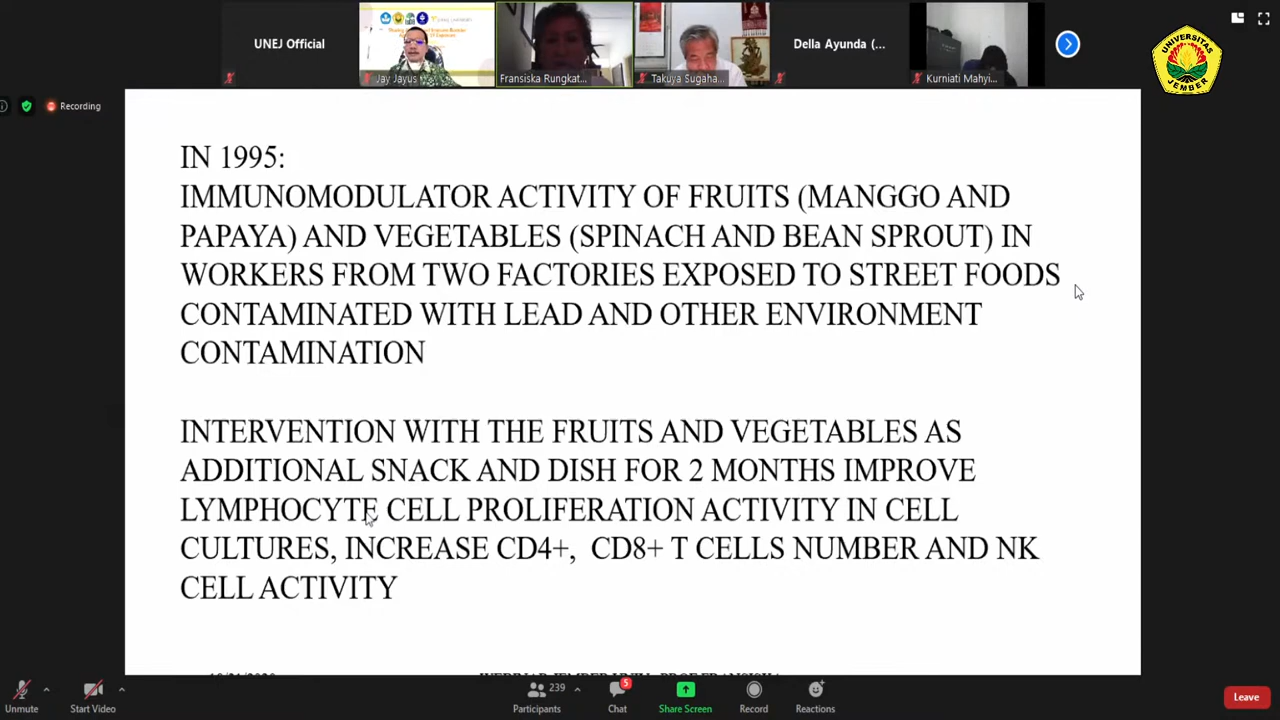 UNEJ Official
Jay Jayus
Fransiska Rungkat...
Takuya Sugaha...
Della Ayunda (...
Kurniati Mahyi...
UNIVERSITAS
JEMBER
Recording
IN 1995:
IMMUNOMODULATOR ACTIVITY OF FRUITS (MANGGO AND
PAPAYA) AND VEGETABLES (SPINACH AND BEAN SPROUT) IN
WORKERS FROM TWO FACTORIES EXPOSED TO STREET FOODS
CONTAMINATED WITH LEAD AND OTHER ENVIRONMENT
CONTAMINATION
INTERVENTION WITH THE FRUITS AND VEGETABLES AS
ADDITIONAL SNACK AND DISH FOR 2 MONTHS IMPROVE
LYMPHOCYTE CELL PROLIFERATION ACTIVITY IN CELL
CULTURES, INCREASE CD4+, CD8+ T CELLS NUMBER AND NK
CELL ACTIVITY
Unmute
Start Video
239
Participants
5
Chat
Share Screen
Record
Reactions
Leave